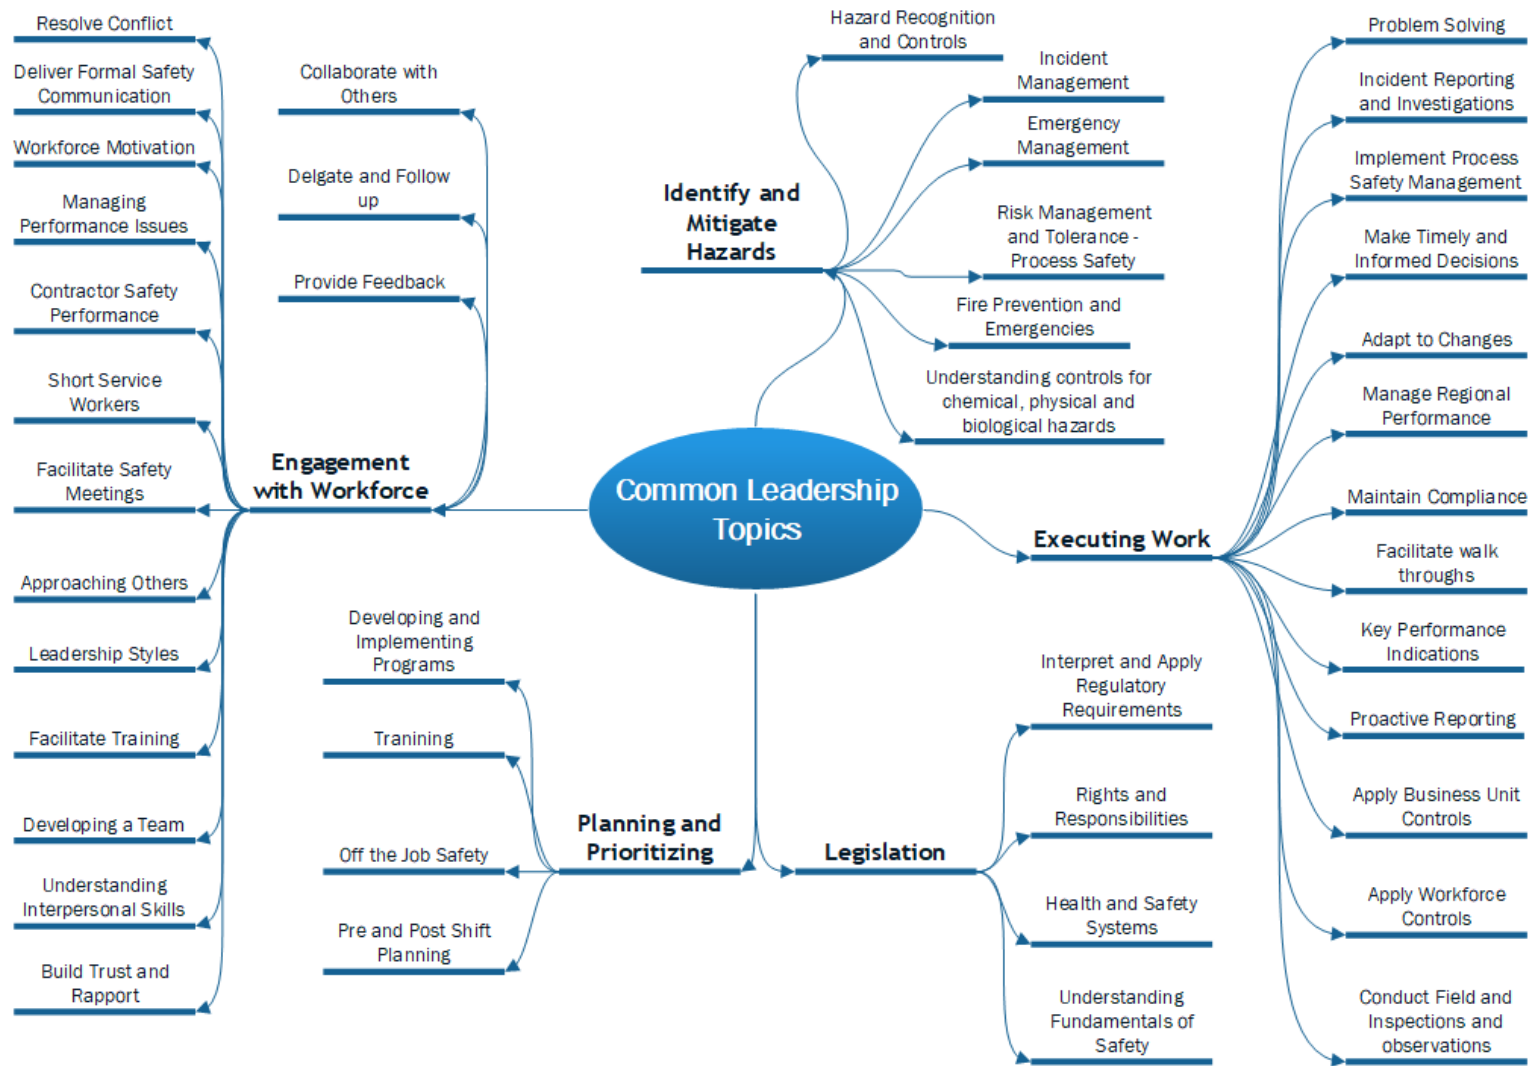 Resolve Conflict
Deliver Formal Safety
Communication
Workforce Motivation
Managing
Performance Issues
Contractor Safety
Performance
Short Service
Workers
Facilitate Safety
Meetings
Approaching Others
Leadership Styles
Facilitate Training
Developing a Team
Understanding
Interpersonal Skills
Build Trust and
Rapport
Collaborate with
Others
Delgate and Follow
up
Provide Feedback
Engagement
with Workforce
Developing and
Implementing
Programs
Tranining
Off the Job Safety
Pre and Post Shift
Planning
Planning and
Prioritizing
Common Leadership
Topics
Identify and
Mitigate
Hazards
Hazard Recognition
and Controls
Incident
Management
Emergency
Management
Risk Management
and Tolerance -
Process Safety
Fire Prevention and
Emergencies
Understanding controls for
chemical, physical and
biological hazards
Legislation
Interpret and Apply
Regulatory
Requirements
Rights and
Responsibilities
Health and Safety
Systems
Understanding
Fundamentals of
Safety
Executing Work
Problem Solving
Incident Reporting
and Investigations
Implement Process
Safety Management
Make Timely and
Informed Decisions
Adapt to Changes
Manage Regional
Performance
Maintain Compliance
Facilitate walk
throughs
Key Performance
Indications
Proactive Reporting
Apply Business Unit
Controls
Apply Workforce
Controls
Conduct Field and
Inspections and
observations